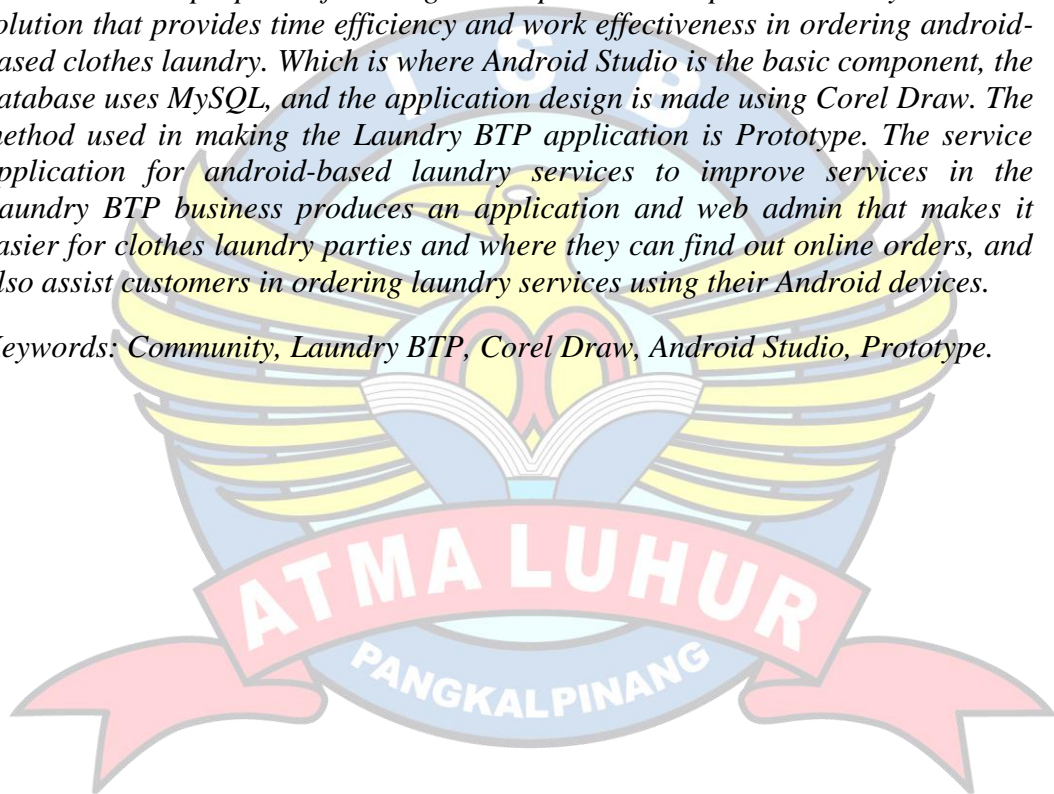 solution that provides time efficiency and work effectiveness in ordering android-
based clothes laundry. Which is where Android Studio is the basic component, the
database uses MySQL, and the application design is made using Corel Draw. The
method used in making the Laundry BTP application is Prototype. The service
application for android-based laundry services to improve services in the
Laundry BTP business produces an application and web admin that makes it
easier for clothes laundry parties and where they can find out online orders, and
also assist customers in ordering laundry services using their Android devices.
Keywords: Community, Laundry BTP, Corel Draw, Android Studio, Prototype.
ISB
ATMA LUHUR
PANGKALPINANG